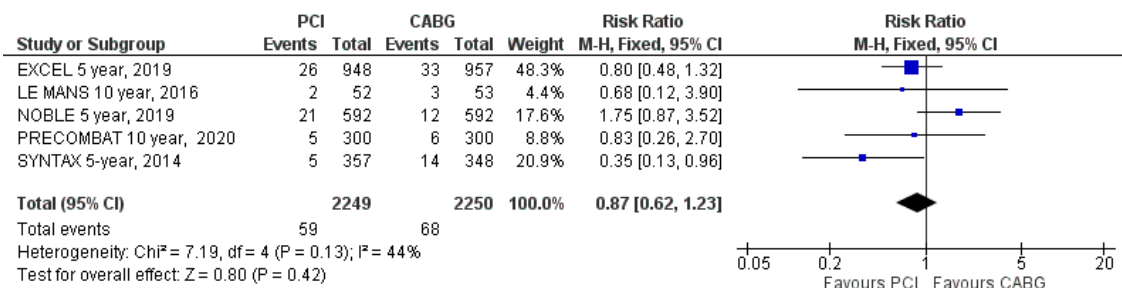 PCI CABG Risk Ratio Risk Ratio
Study or Subgroup Events Total Events Total Weight M-H, Fixed, 95% CI M-H, Fixed, 95% CI
EXCEL 5 year, 2019 26 948 33 957 48.3% 0.80 [0.48, 1.32]
LE MANS 10 year, 2016 2 52 3 53 4.4% 0.68 [0.12, 3.90]
NOBLE 5 year, 2019 21 592 12 592 17.6% 1.75 [0.87, 3.52]
PRECOMBAT 10 year, 2020 5 300 6 300 8.8% 0.83 [0.26, 2.70]
SYNTAX 5-year, 2014 5 357 14 348 20.9% 0.35 [0.13, 0.96]
Total (95% CI) 2249 2250 100.0% 0.87 [0.62, 1.23]
Total events 59 68
Heterogeneity: Chi² = 7.19, df = 4 (P = 0.13); I² = 44%
Test for overall effect: Z = 0.80 (P = 0.42)
0.05 0.2 1 5 20
Favours PCI Favours CABG